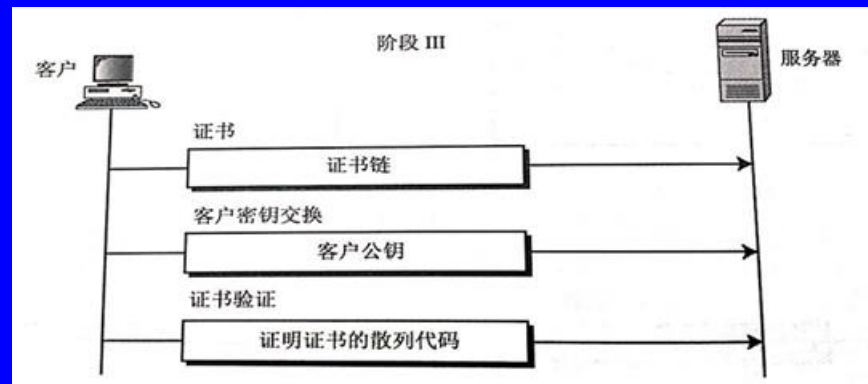 阶段 III
客户
服务器
证书
证书链
客户密钥交换
客户公钥
证书验证
证明证书的散列代码